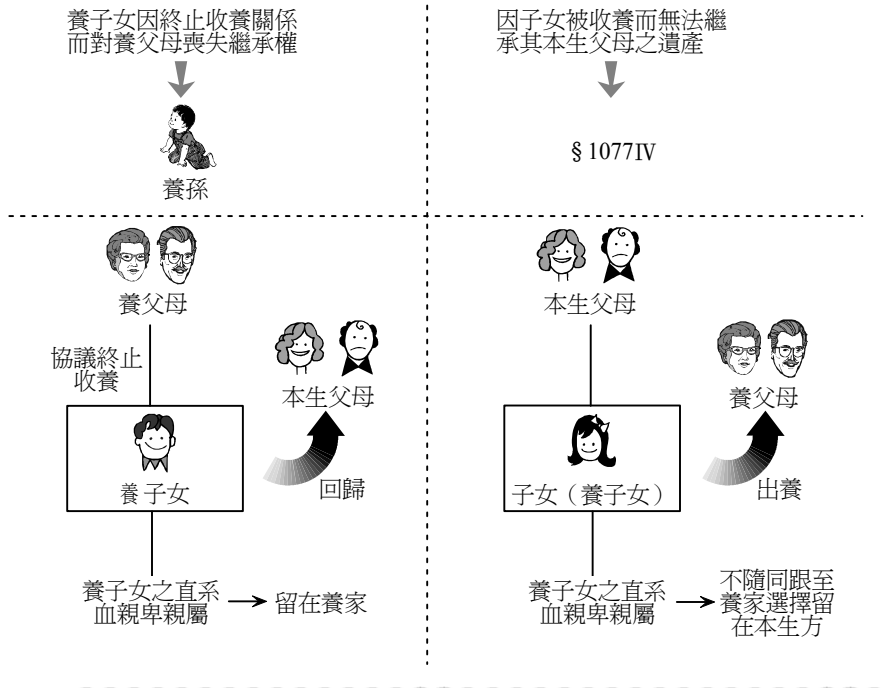 養子女因終止收養關係
而對養父母喪失繼承權
養孫
因子女被收養而無法繼
承其本生父母之遺產
§1077Ⅳ
養父母
協議終止
收養
本生父母
養子女
回歸
養子女之直系
血親卑親屬
留在養家
本生父母
養父母
子女（養子女）
出養
養子女之直系
血親卑親屬
不隨同跟至
養家選擇留
在本生方